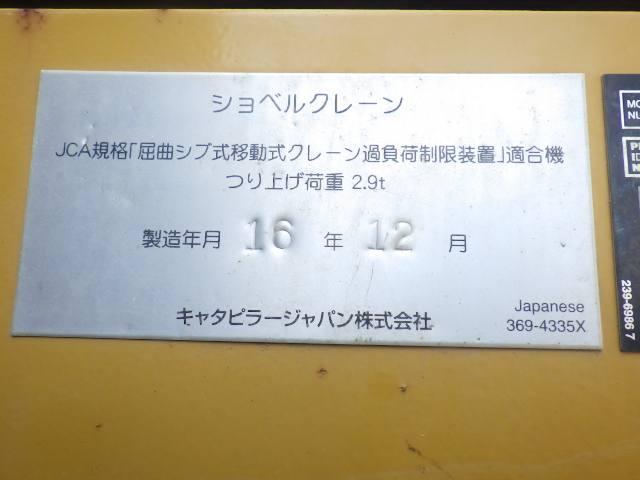 ショベルクレーン
JCA規格｢屈曲ジブ式移動式クレーン過負荷制限装置｣適合機
つり上げ荷重 2.9t
製造年月 16 年 12 月
キャタピラージャパン株式会社
Japanese
369-4335X
239-6986 7